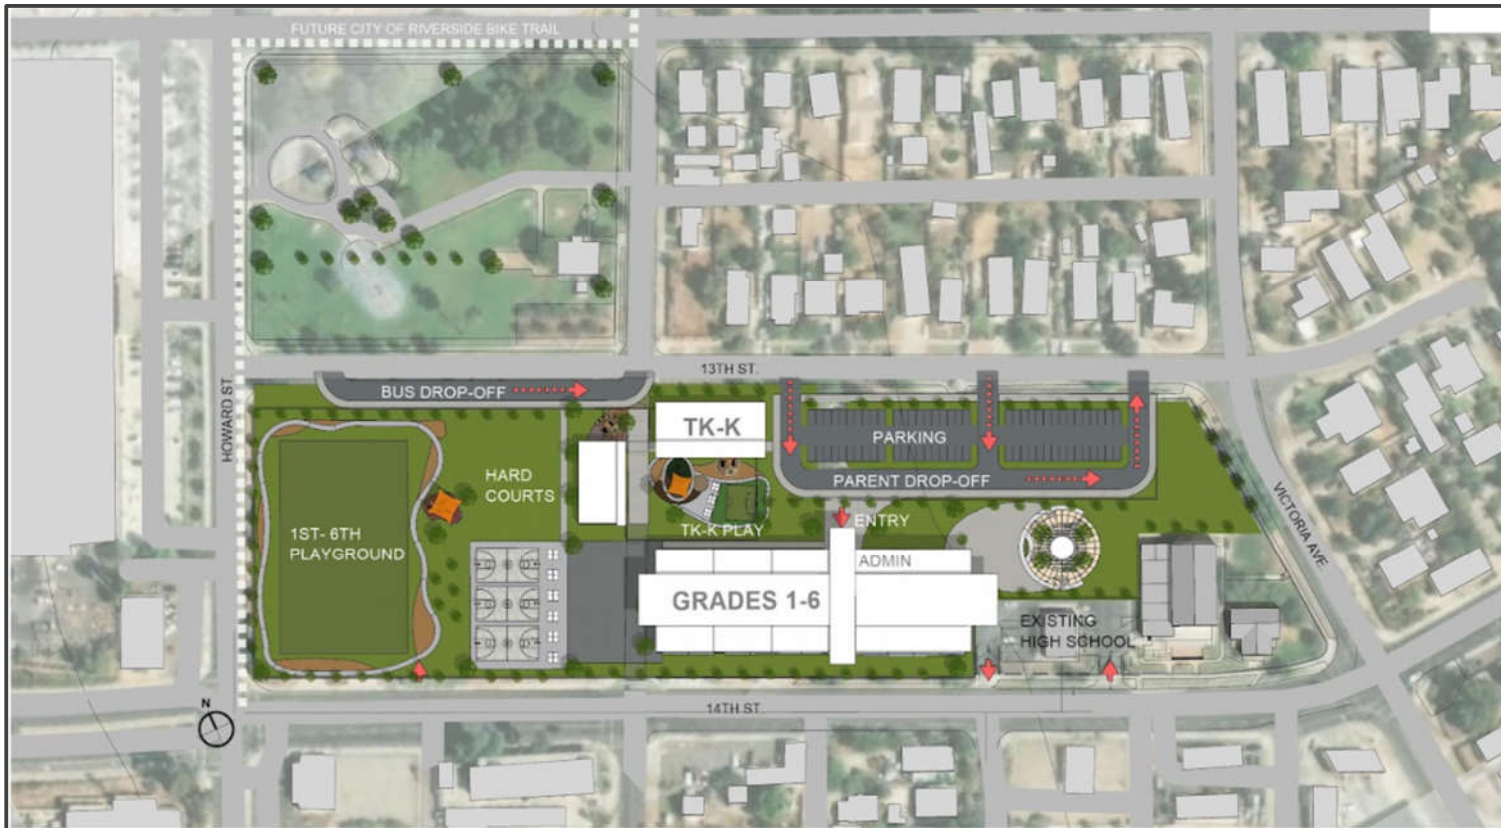 FUTURE CITY OF RIVERSIDE BIKE TRAIL
13TH ST.
HOWARD ST.
BUS DROP-OFF
TK-K
PARKING
PARENT DROP-OFF
HARD
COURTS
1ST- 6TH
PLAYGROUND
TK-K PLAY
ENTRY
ADMIN
GRADES 1-6
EXISTING
HIGH SCHOOL
VICTORIA AVE.
14TH ST.
N